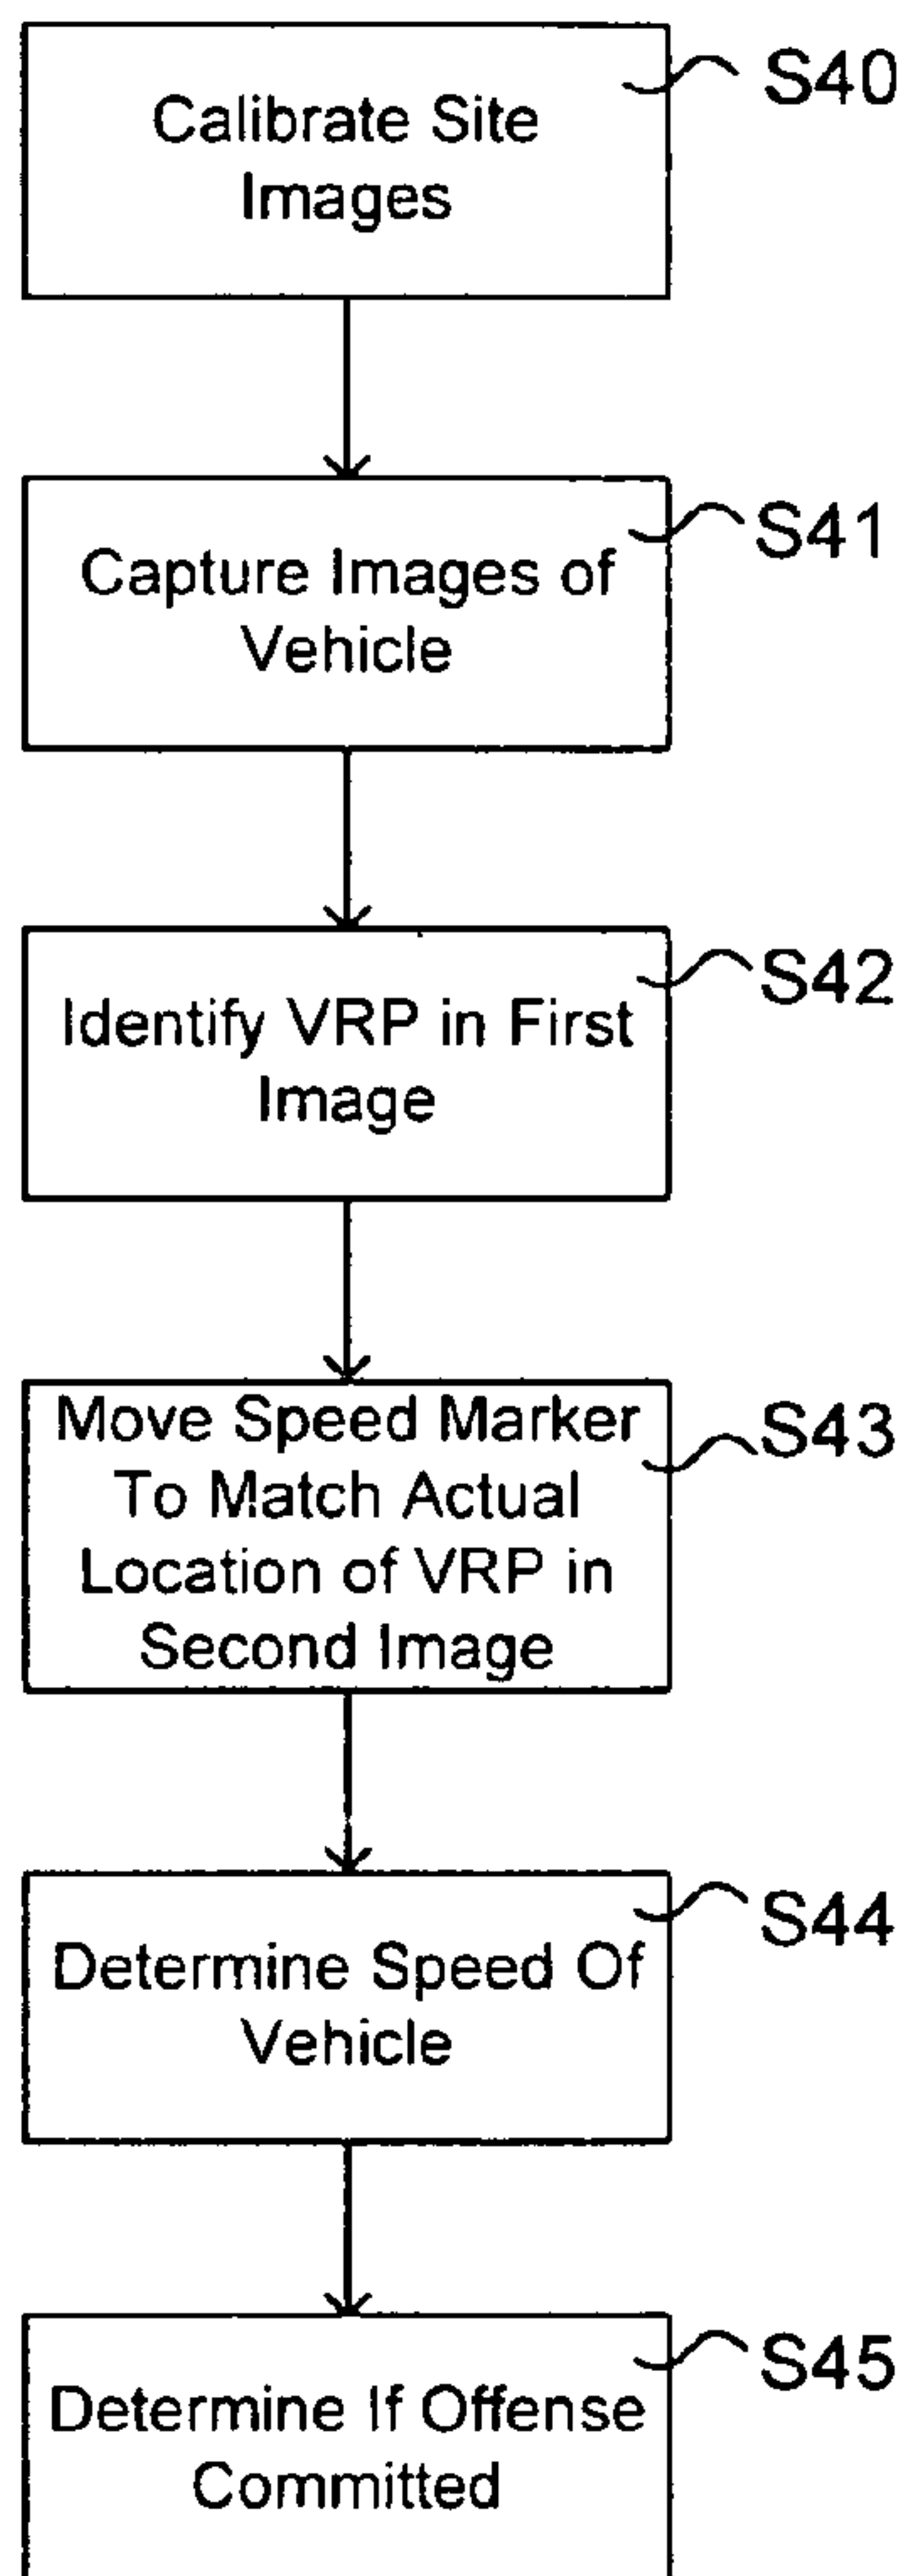 Calibrate Site
Images
S40
Capture Images of
Vehicle
S41
Identify VRP in First
Image
S42
Move Speed Marker
To Match Actual
Location of VRP in
Second Image
S43
Determine Speed Of
Vehicle
S44
Determine If Offense
Committed
S45